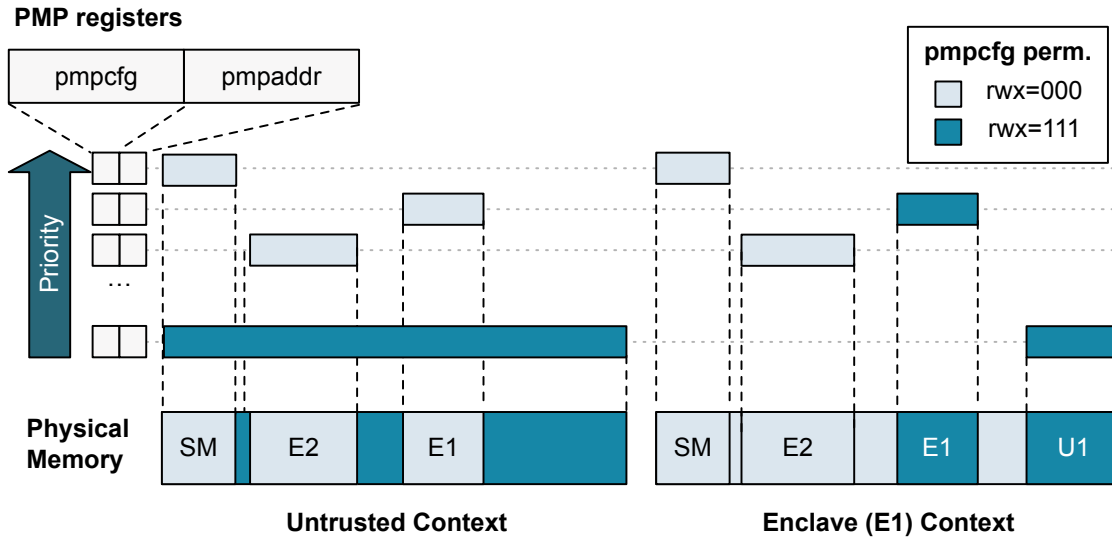 PMP registers
pmpcfg pmpaddr
pmpcfg perm.
rwx=000
rwx=111
Priority
...
Physical
Memory
SM E2 E1
SM E2 E1 U1
Untrusted Context
Enclave (E1) Context